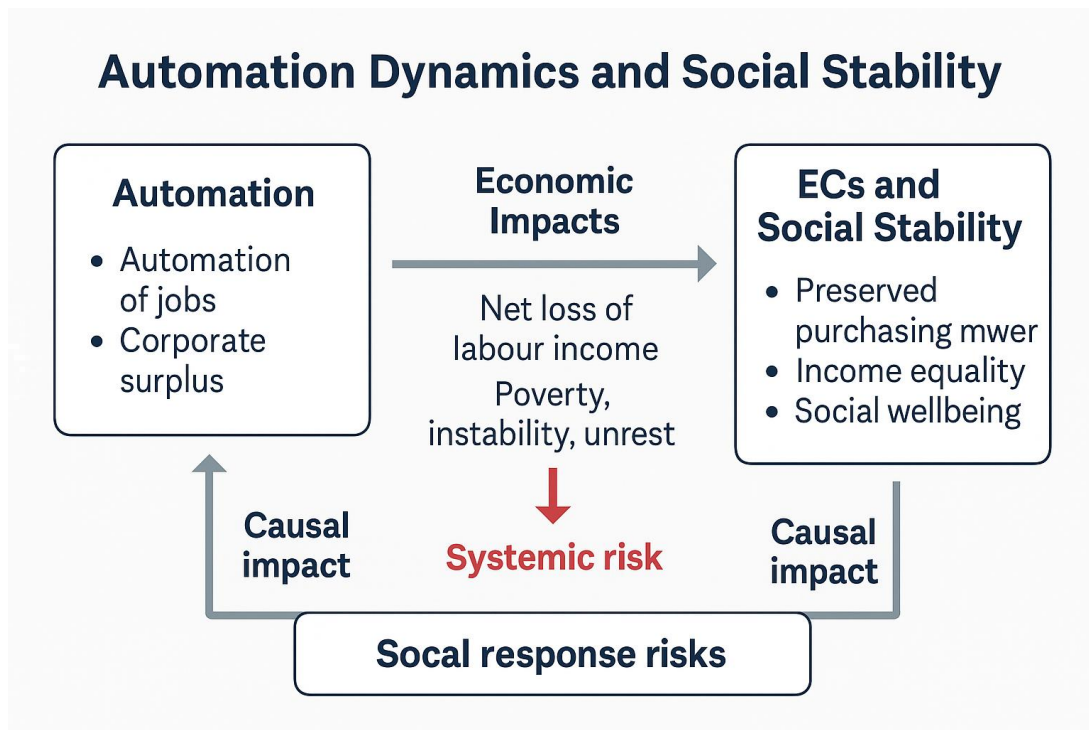 Automation Dynamics and Social Stability
Automation
• Automation
of jobs
• Corporate
surplus
Economic
Impacts
Net loss of
labour income
Poverty,
instability, unrest
Systemic risk
ECs and
Social Stability
• Preserved
purchasing mwer
• Income equality
• Social wellbeing
Causal
impact
Causal
impact
Socal response risks